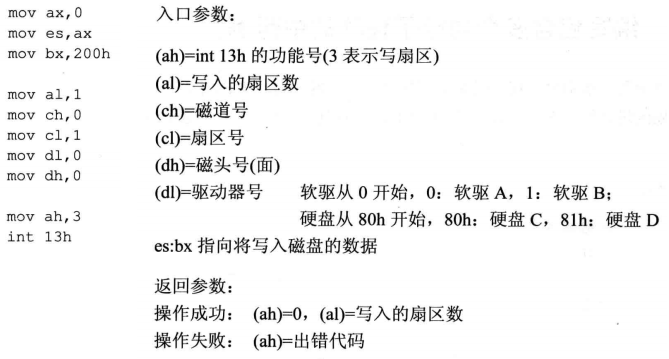 mov ax,0
mov es,ax
mov bx,200h
mov al,1
mov ch,0
mov cl,1
mov dl,0
mov dh,0
mov ah,3
int 13h
入口参数：
(ah)=int 13h 的功能号(3 表示写扇区)
(al)=写入的扇区数
(ch)=磁道号
(cl)=扇区号
(dh)=磁头号(面)
(dl)=驱动器号 软驱从 0 开始，0：软驱 A，1：软驱 B；
硬盘从 80h 开始，80h：硬盘 C，81h：硬盘 D
es:bx 指向将写入磁盘的数据
返回参数：
操作成功： (ah)=0，(al)=写入的扇区数
操作失败： (ah)=出错代码